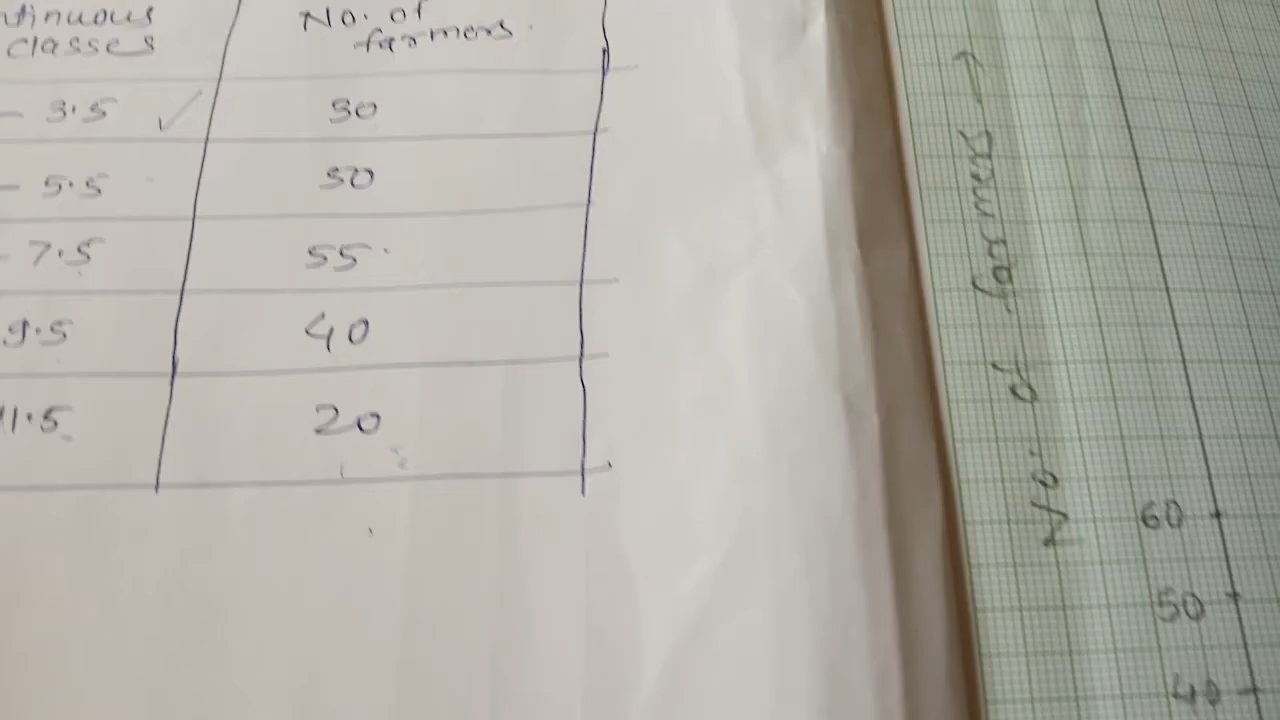 ntinuous
classes
No. of
farmers.
– 3.5 ✓ 30
– 5.5 50
– 7.5 55
9.5 40
11.5 20
No. of farmers →
60
50
40